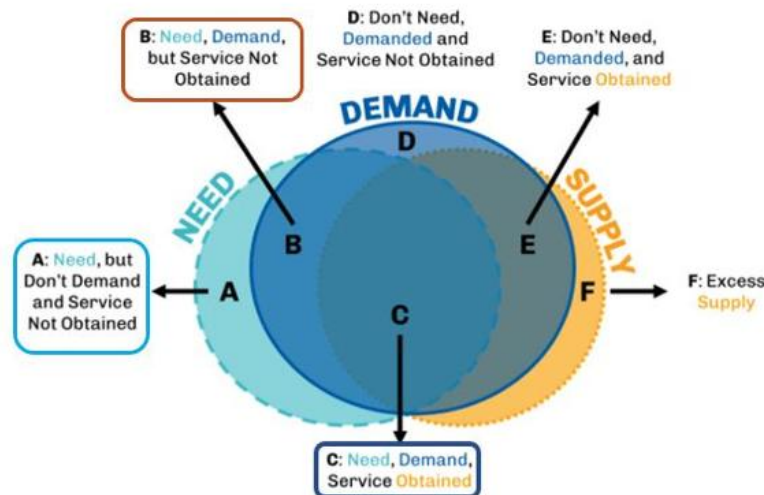 B: Need, Demand,
but Service Not
Obtained
D: Don't Need,
Demanded and
Service Not Obtained
E: Don't Need,
Demanded, and
Service Obtained
DEMAND
NEED
SUPPLY
D
B
E
A: Need, but
Don't Demand
and Service
Not Obtained
A
F
F: Excess
Supply
C
C: Need, Demand,
Service Obtained